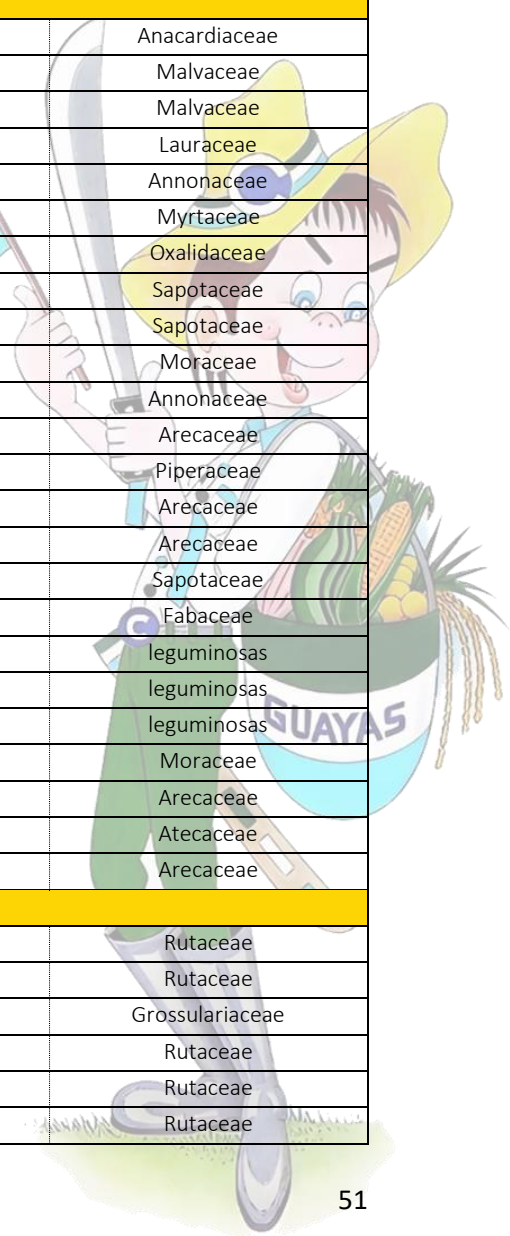 Anacardiaceae
Malvaceae
Malvaceae
Lauraceae
Annonaceae
Myrtaceae
Oxalidaceae
Sapotaceae
Sapotaceae
Moraceae
Annonaceae
Arecaceae
Piperaceae
Arecaceae
Arecaceae
Sapotaceae
Fabaceae
leguminosas
leguminosas
leguminosas
GUAYAS
Moraceae
Arecaceae
Atecaceae
Arecaceae
Rutaceae
Rutaceae
Grossulariaceae
Rutaceae
Rutaceae
Rutaceae
51